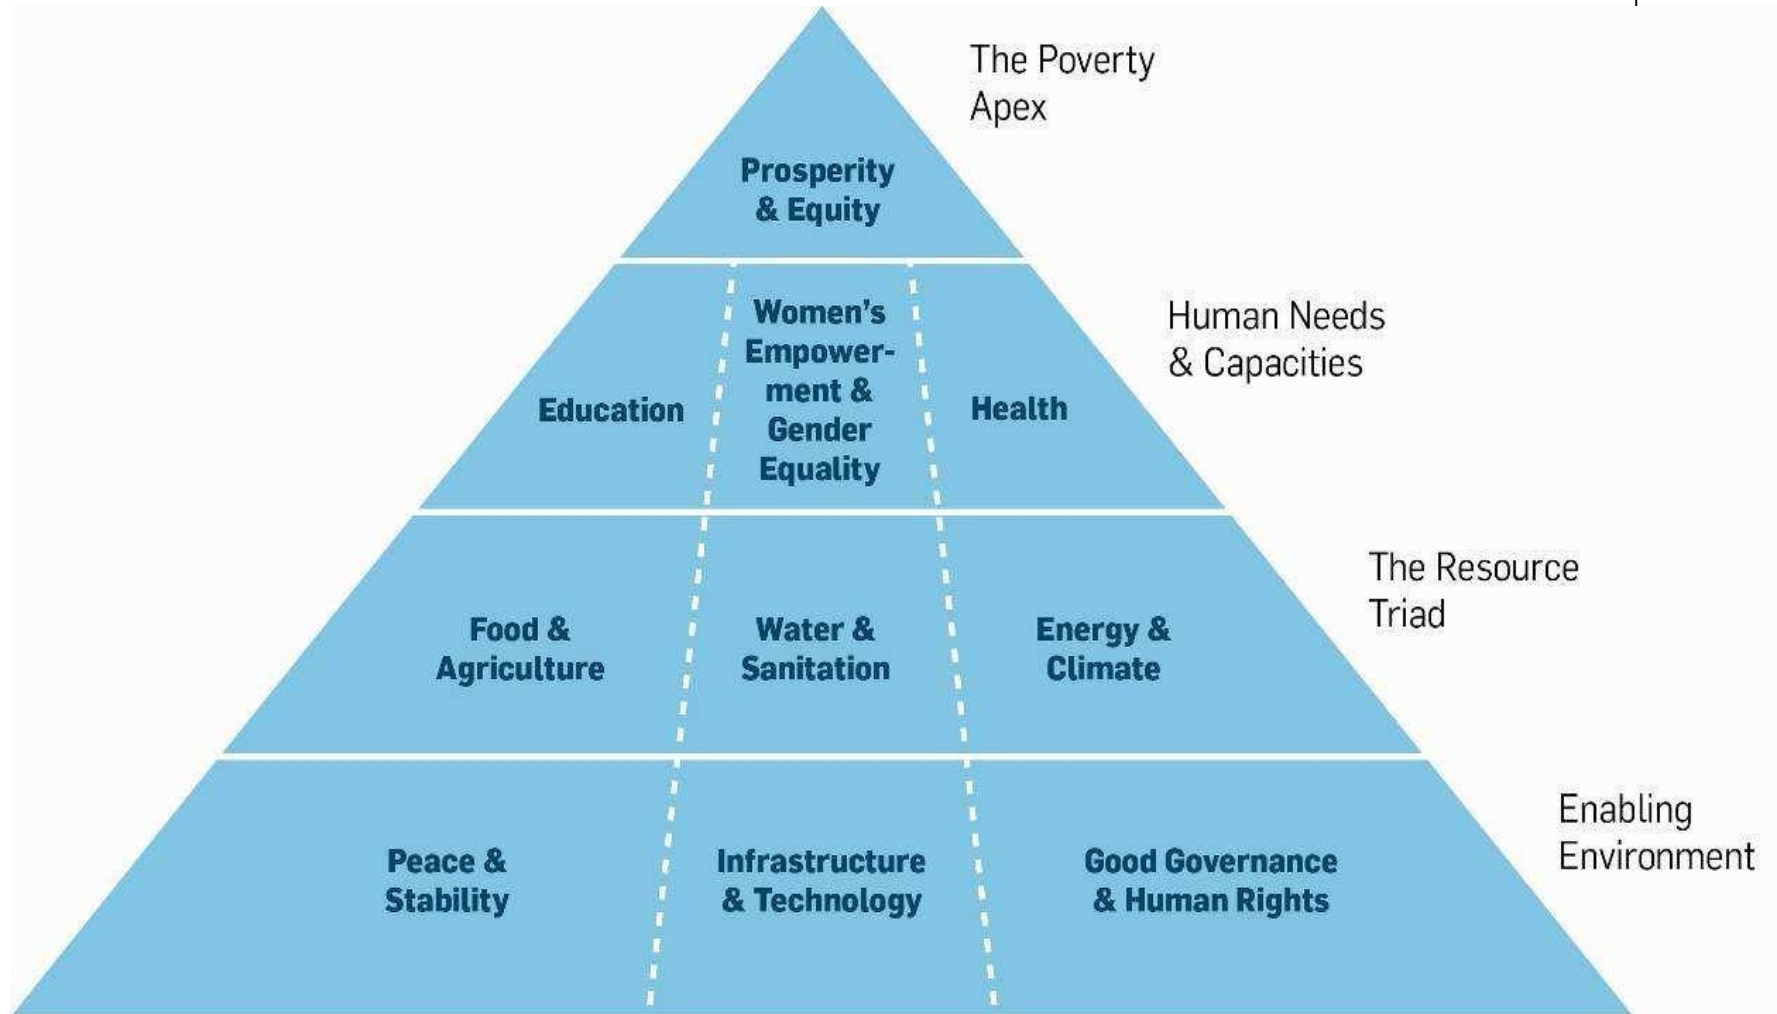 The Poverty
Apex
Prosperity
& Equity
Women’s
Empower-
ment &
Gender
Equality
Education
Health
Human Needs
& Capacities
Food &
Agriculture
Water &
Sanitation
Energy &
Climate
The Resource
Triad
Peace &
Stability
Infrastructure
& Technology
Good Governance
& Human Rights
Enabling
Environment